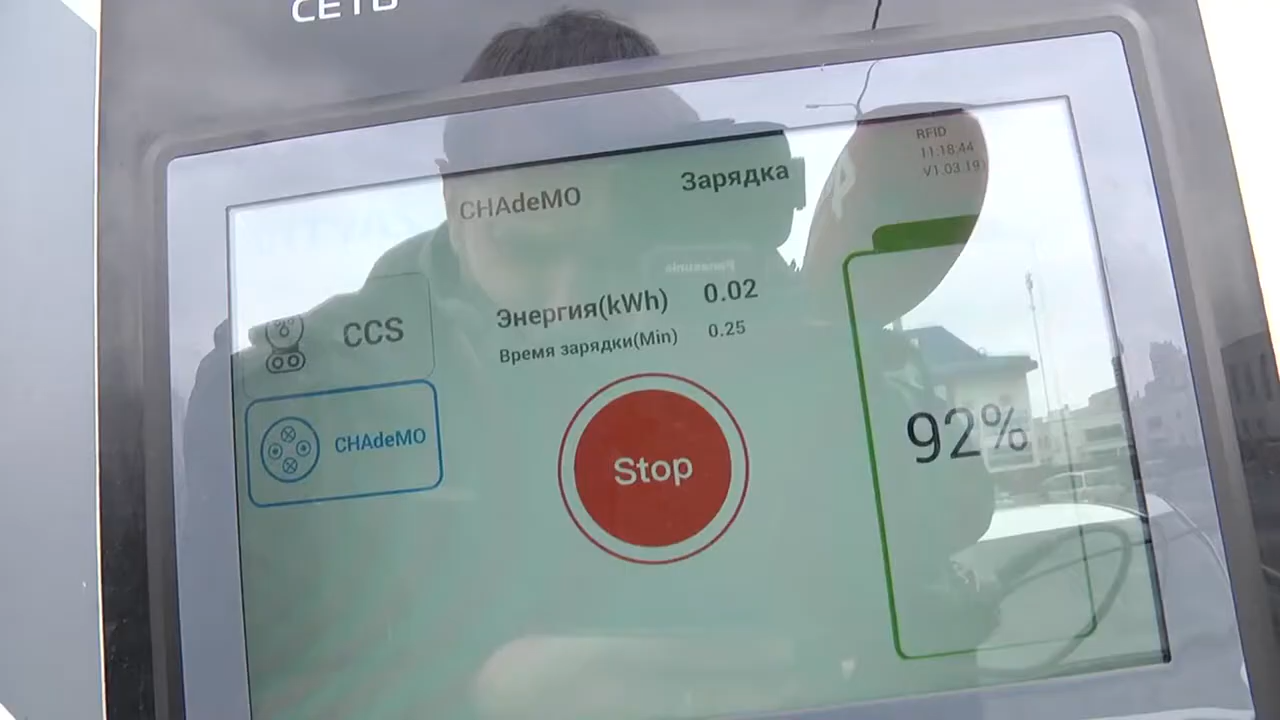 СЕТЬ
RFID
11:18:44
V1.03.19
CHAdeMO
Зарядка
Panasonic
CCS
Энергия(kWh) 0.02
Время зарядки(Min) 0.25
CHAdeMO
Stop
92%